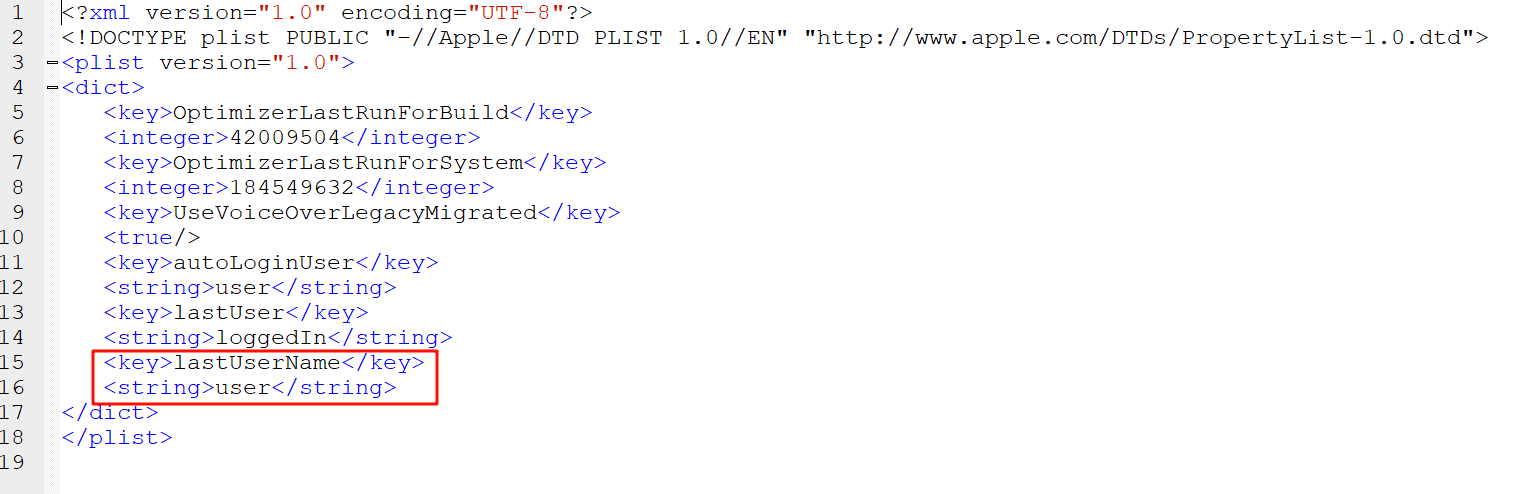 1 <?xml version="1.0" encoding="UTF-8"?>
2 <!DOCTYPE plist PUBLIC "-//Apple//DTD PLIST 1.0//EN" "http://www.apple.com/DTDs/PropertyList-1.0.dtd">
3 <plist version="1.0">
4 <dict>
5 <key>OptimizerLastRunForBuild</key>
6 <integer>42009504</integer>
7 <key>OptimizerLastRunForSystem</key>
8 <integer>184549632</integer>
9 <key>UseVoiceOverLegacyMigrated</key>
10 <true/>
11 <key>autoLoginUser</key>
12 <string>user</string>
13 <key>lastUser</key>
14 <string>loggedIn</string>
15 <key>lastUserName</key>
16 <string>user</string>
17 </dict>
18 </plist>
19